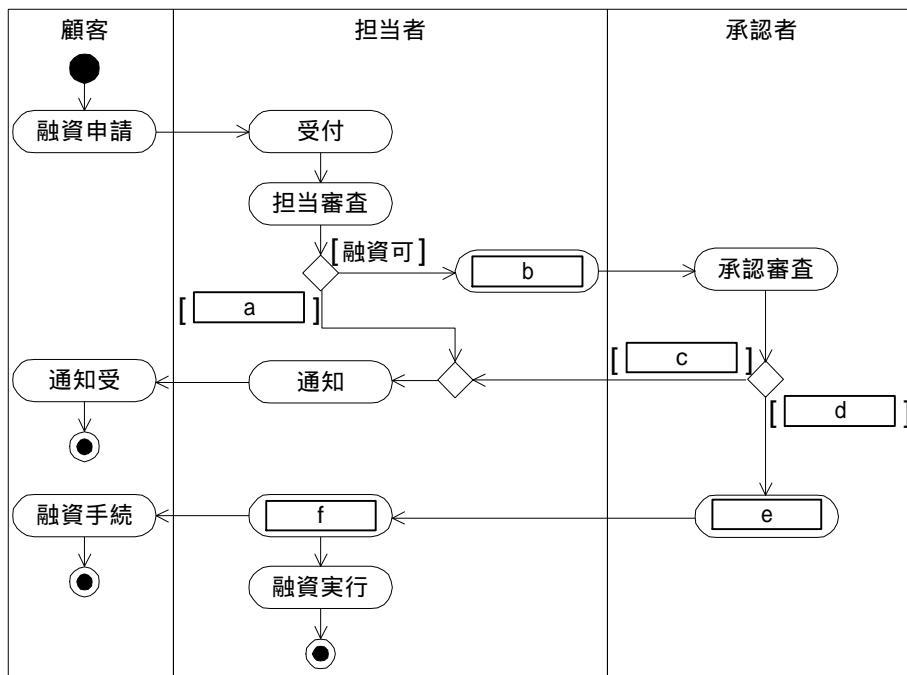 顧客 担当者 承認者
融資申請 受付
担当審査
[融資可]
b 承認審査
[ a ]
[ c ]
通知受 通知
[ d ]
融資手続 f e
融資実行